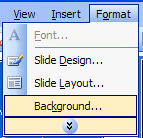 View Insert Format
Font...
Slide Design...
Slide Layout...
Background...